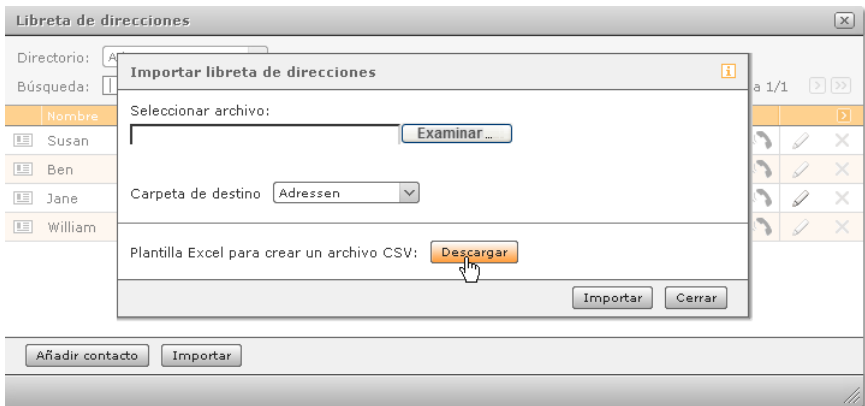 Libreta de direcciones
Directorio:
Búsqueda:
a 1/1
Nombre
Susan
Ben
Jane
William
Importar libreta de direcciones
Seleccionar archivo:
Examinar...
Carpeta de destino Adressen
Plantilla Excel para crear un archivo CSV: Descargar
Importar Cerrar
Añadir contacto Importar